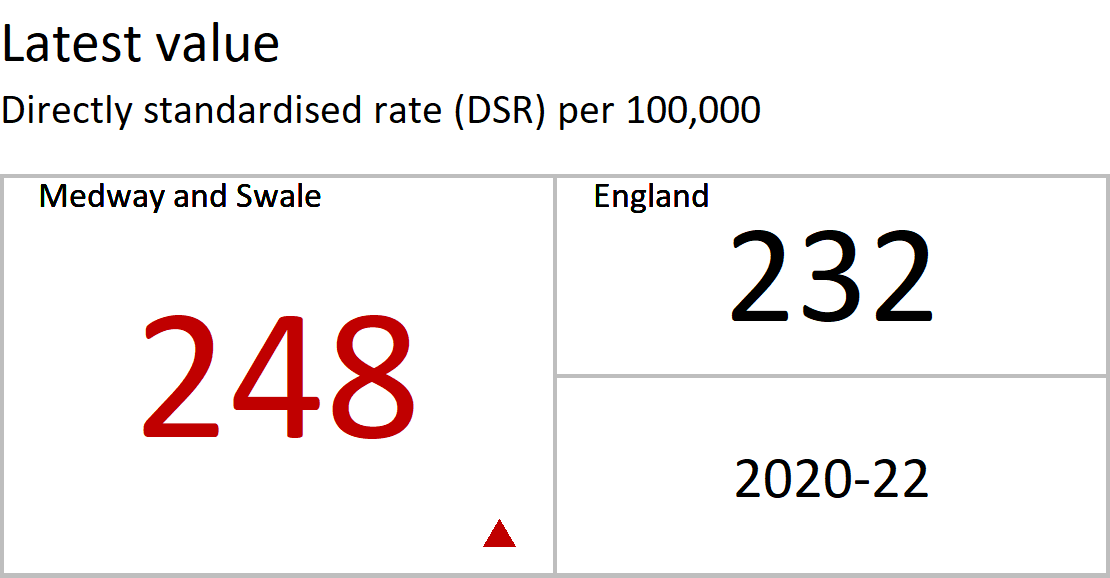 Latest value
Directly standardised rate (DSR) per 100,000
Medway and Swale
248
England
232
2020-22